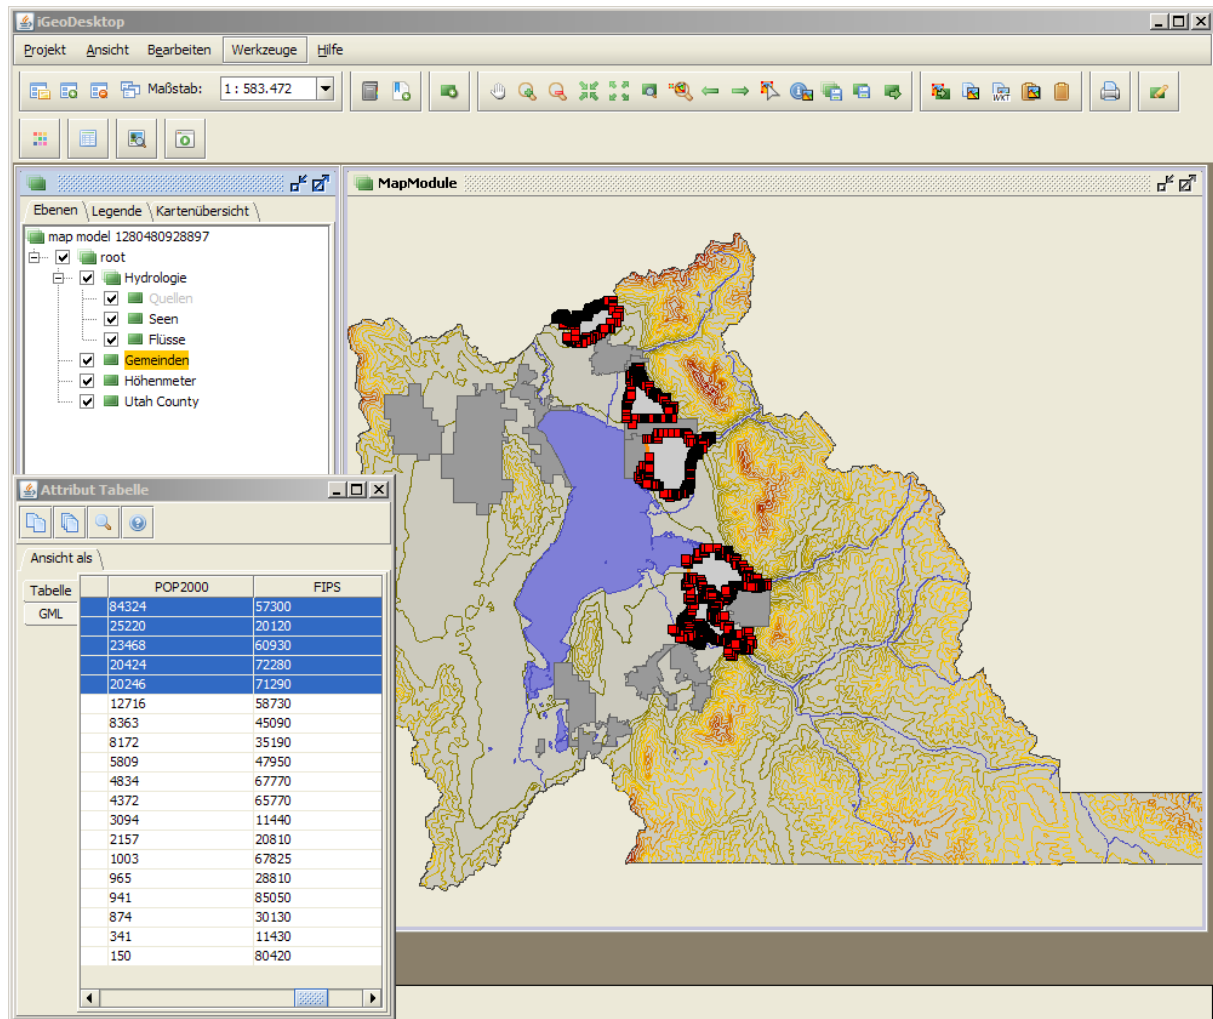 iGeoDesktop
Projekt Ansicht Bearbeiten Werkzeuge Hilfe
Maßstab: 1 : 583.472
WKT
MapModule
Ebenen Legende Kartenübersicht
map model 1280480928897
root
Hydrologie
Quellen
Seen
Flüsse
Gemeinden
Höhenmeter
Utah County
Attribut Tabelle
Ansicht als
Tabelle
GML
POP2000 FIPS
84324 57300
25220 20120
23468 60930
20424 72280
20246 71290
12716 58730
8363 45090
8172 35190
5809 47950
4834 67770
4372 65770
3094 11440
2157 20810
1003 67825
965 28810
941 85050
874 30130
341 11430
150 80420